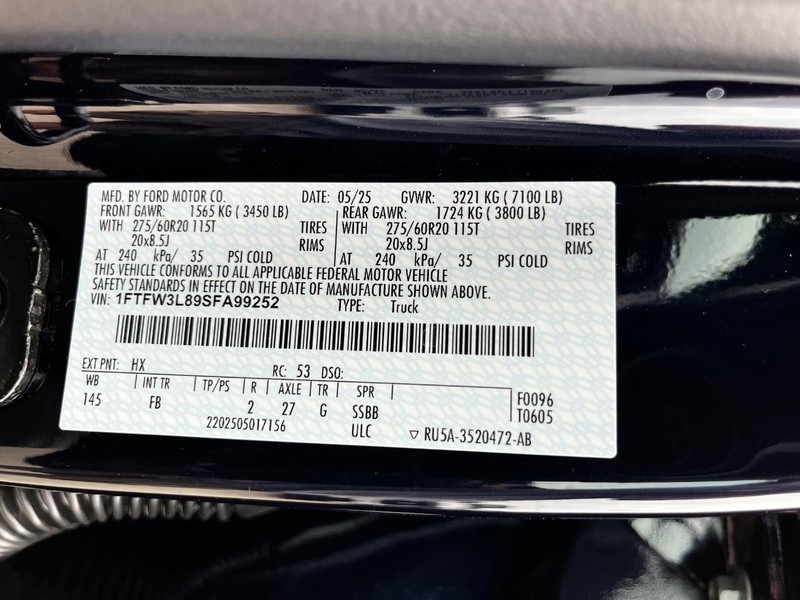 MFD. BY FORD MOTOR CO. DATE: 05/25 GVWR: 3221 KG ( 7100 LB)
FRONT GAWR: 1565 KG ( 3450 LB) REAR GAWR: 1724 KG ( 3800 LB)
WITH 275/60R20 115T TIRES WITH 275/60R20 115T TIRES
20x8.5J RIMS 20x8.5J RIMS
AT 240 kPa/ 35 PSI COLD AT 240 kPa/ 35 PSI COLD
THIS VEHICLE CONFORMS TO ALL APPLICABLE FEDERAL MOTOR VEHICLE
SAFETY STANDARDS IN EFFECT ON THE DATE OF MANUFACTURE SHOWN ABOVE.
VIN: 1FTFW3L89SFA99252 TYPE: Truck
EXT PNT: HX RC: 53 DSO:
WB INT TR TP/PS R AXLE TR SPR F0096
145 FB 2 27 G SSBB T0605
2202505017156 ULC ▽ RU5A-3520472-AB